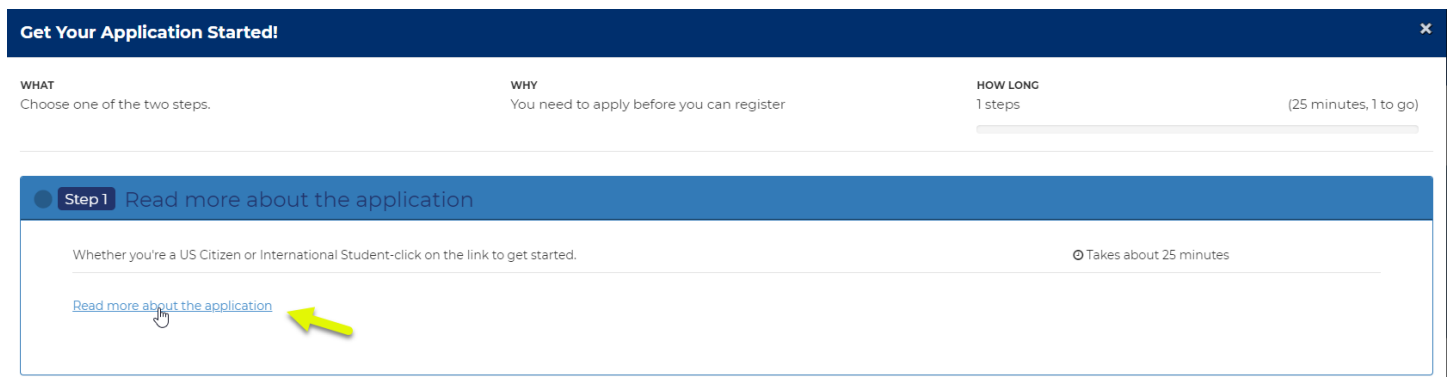 Get Your Application Started!
×
WHAT
Choose one of the two steps.
WHY
You need to apply before you can register
HOW LONG
1 steps
(25 minutes, 1 to go)
Step 1 Read more about the application
Whether you're a US Citizen or International Student-click on the link to get started.
Takes about 25 minutes
Read more about the application